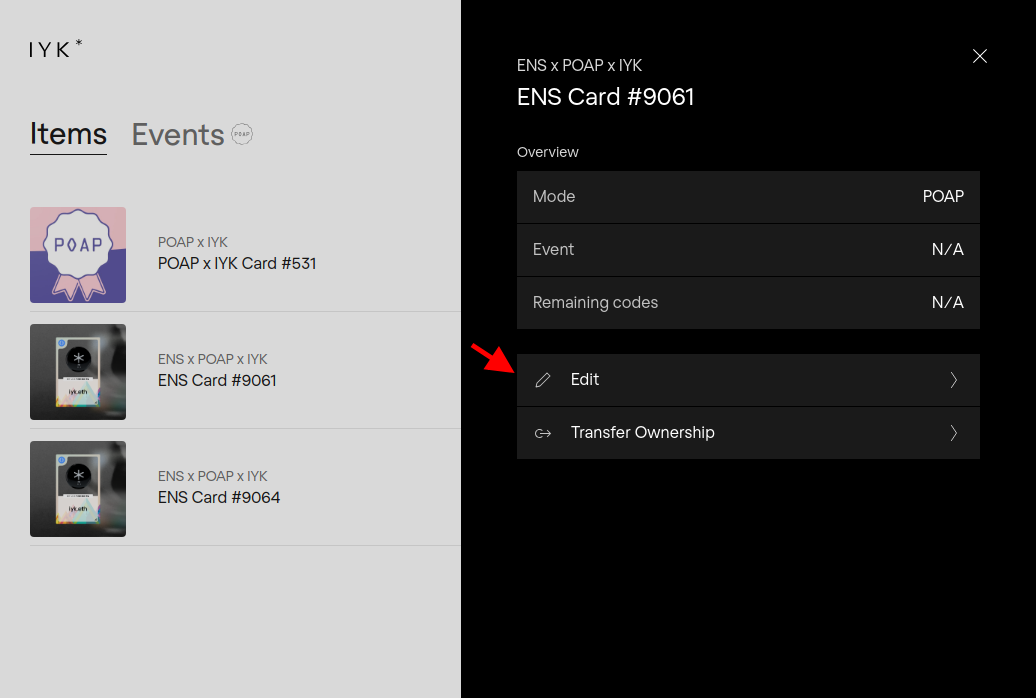 IYK*
Items Events POAP
POAP
POAP x IYK
POAP x IYK Card #531
iyk.eth
ENS x POAP x IYK
ENS Card #9061
iyk.eth
ENS x POAP x IYK
ENS Card #9064
ENS x POAP x IYK
ENS Card #9061
Overview
Mode POAP
Event N/A
Remaining codes N/A
Edit
Transfer Ownership